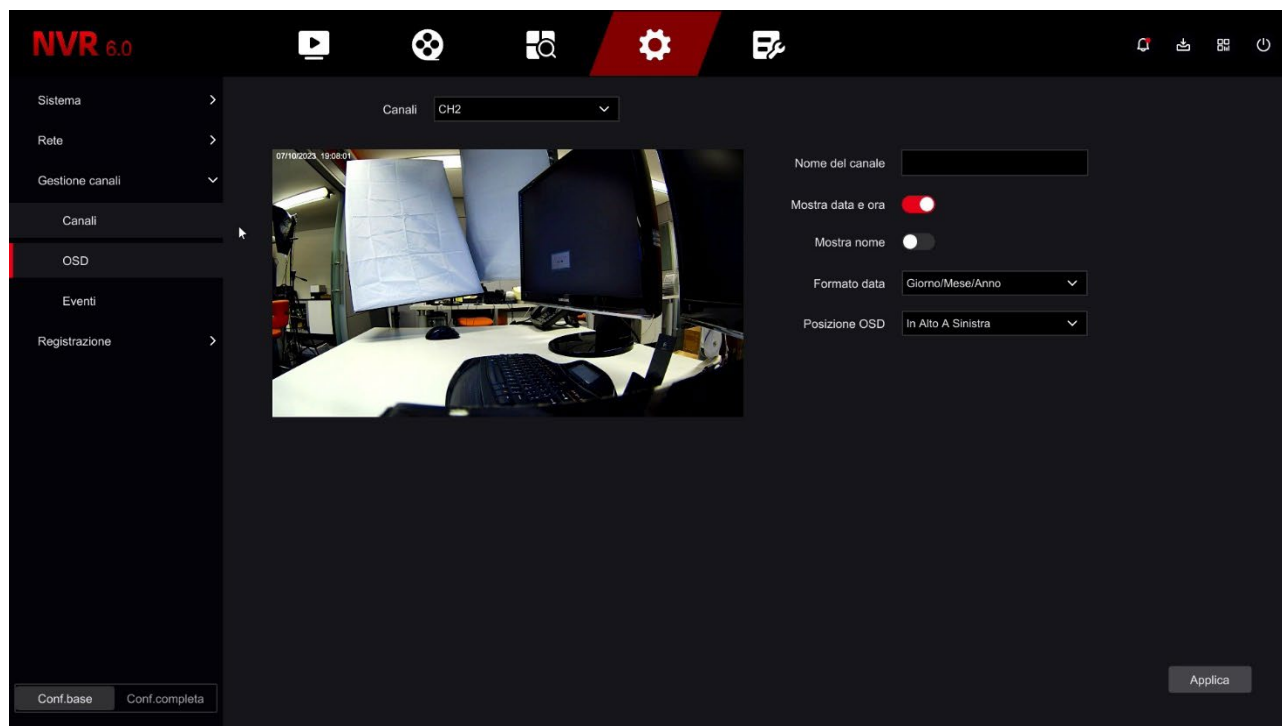 NVR 6.0
Sistema
Rete
Gestione canali
Canali
OSD
Eventi
Registrazione
Conf.base Conf.completa
Canali CH2
07/10/2023 19:08:01
Nome del canale
Mostra data e ora
Mostra nome
Formato data Giorno/Mese/Anno
Posizione OSD In Alto A Sinistra
Applica